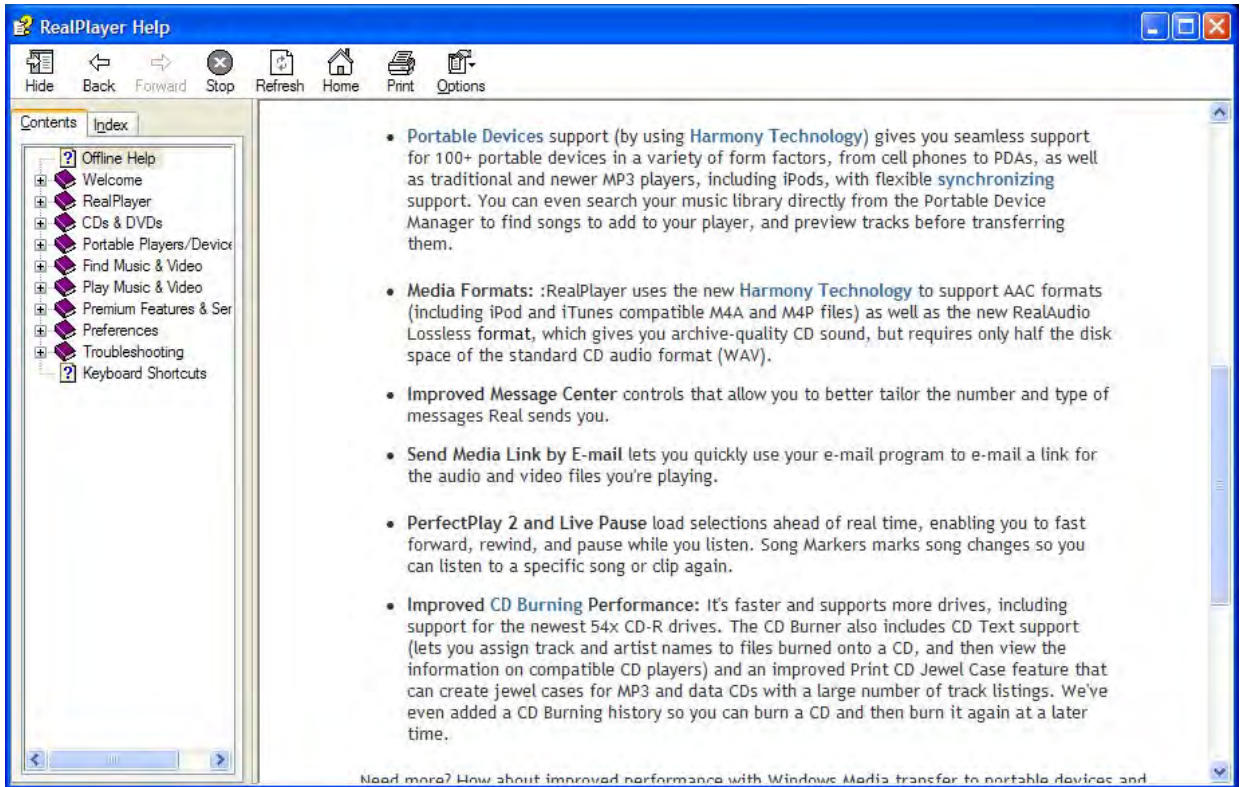 RealPlayer Help
Hide Back Forward Stop Refresh Home Print Options
Contents Index
Offline Help
Welcome
RealPlayer
CDs & DVDs
Portable Players/Device
Find Music & Video
Play Music & Video
Premium Features & Ser
Preferences
Troubleshooting
Keyboard Shortcuts
• Portable Devices support (by using Harmony Technology) gives you seamless support
for 100+ portable devices in a variety of form factors, from cell phones to PDAs, as well
as traditional and newer MP3 players, including iPods, with flexible synchronizing
support. You can even search your music library directly from the Portable Device
Manager to find songs to add to your player, and preview tracks before transferring
them.
• Media Formats: :RealPlayer uses the new Harmony Technology to support AAC formats
(including iPod and iTunes compatible M4A and M4P files) as well as the new RealAudio
Lossless format, which gives you archive-quality CD sound, but requires only half the disk
space of the standard CD audio format (WAV).
• Improved Message Center controls that allow you to better tailor the number and type of
messages Real sends you.
• Send Media Link by E-mail lets you quickly use your e-mail program to e-mail a link for
the audio and video files you're playing.
• PerfectPlay 2 and Live Pause load selections ahead of real time, enabling you to fast
forward, rewind, and pause while you listen. Song Markers marks song changes so you
can listen to a specific song or clip again.
• Improved CD Burning Performance: It's faster and supports more drives, including
support for the newest 54x CD-R drives. The CD Burner also includes CD Text support
(lets you assign track and artist names to files burned onto a CD, and then view the
information on compatible CD players) and an improved Print CD Jewel Case feature that
can create jewel cases for MP3 and data CDs with a large number of track listings. We've
even added a CD Burning history so you can burn a CD and then burn it again at a later
time.
Need more? How about improved performance with Windows Media transfer to portable devices and